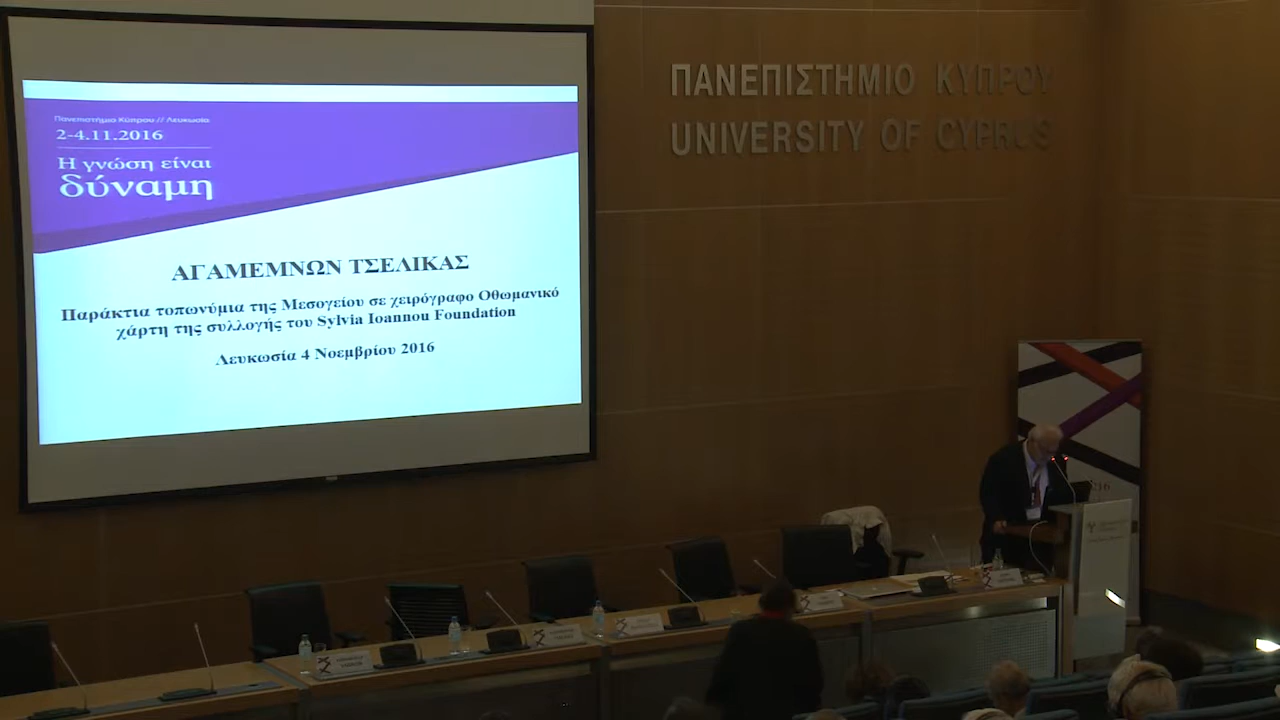 Πανεπιστήμιο Κύπρου // Λευκωσία
2-4.11.2016
Η γνώση είναι
δύναμη
ΑΓΑΜΕΜΝΩΝ ΤΣΕΛΙΚΑΣ
Παράκτια τοπωνύμια της Μεσογείου σε χειρόγραφο Οθωμανικό
χάρτη της συλλογής του Sylvia Ioannou Foundation
Λευκωσία 4 Νοεμβρίου 2016
ΠΑΝΕΠΙΣΤΗΜΙΟ ΚΥΠΡΟΥ
UNIVERSITY OF CYPRUS